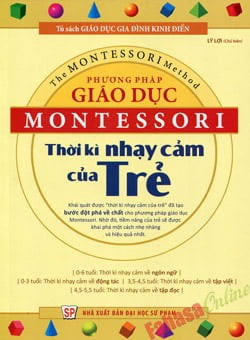 Tủ sách GIÁO DỤC GIA ĐÌNH KINH ĐIỂN
LÝ LỢI (Chủ biên)
The MONTESSORI Method
PHƯƠNG PHÁP
GIÁO DỤC
MONTESSORI
Thời kì nhạy cảm
của Trẻ
Khái quát được "thời kì nhạy cảm của trẻ" đã tạo
bước đột phá về chất cho phương pháp giáo dục
Montessori. Nhờ đó, tiềm năng của trẻ sẽ được
khai phá một cách nhẹ nhàng
và hiệu quả nhất.
| 0-6 tuổi: Thời kì nhạy cảm về ngôn ngữ |
| 0-3 tuổi: Thời kì nhạy cảm về động tác | 3,5-4,5 tuổi: Thời kì nhạy cảm về tập viết |
| 4,5-5,5 tuổi: Thời kì nhạy cảm về tập đọc |
SP NHÀ XUẤT BẢN ĐẠI HỌC SƯ PHẠM
Fahasa Online